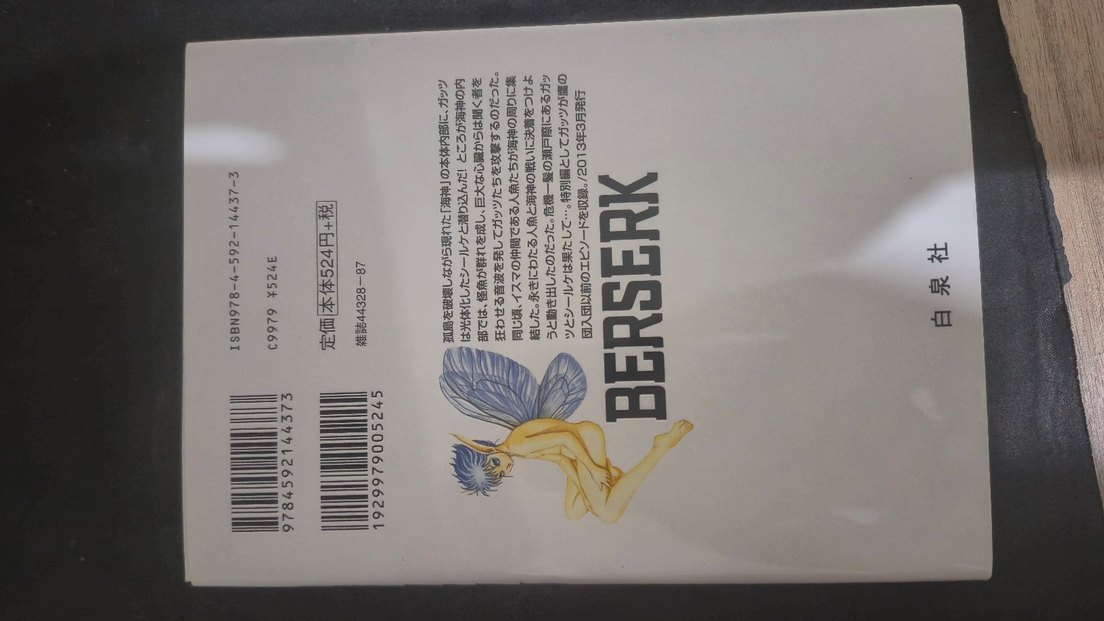 9784592144373
1929979005245
ISBN978-4-592-14437-3
C9979 ¥524E
定価 本体524円+税
雑誌44328-87
孤島を破壊しながら現れた「海神」の本体内部に、ガッツ
は光体化したシールケと潜り込んだ! ところが海神の内
部では、怪魚が群れを成し、巨大な心臓からは聞く者を
狂わせる音波を発してガッツたちを攻撃するのだった。
同じ頃、イスマの仲間である人魚たちが海神の周りに集
結した。永きにわたる人魚と海神の戦いに決着をつけよ
うと動き出したのだった。危機一髪の瀬戸際にあるガッ
ツとシールケは果たして…。特別編としてガッツが鷹の
団入団以前のエピソードを収録。/2013年3月発行
BERSERK
白泉社